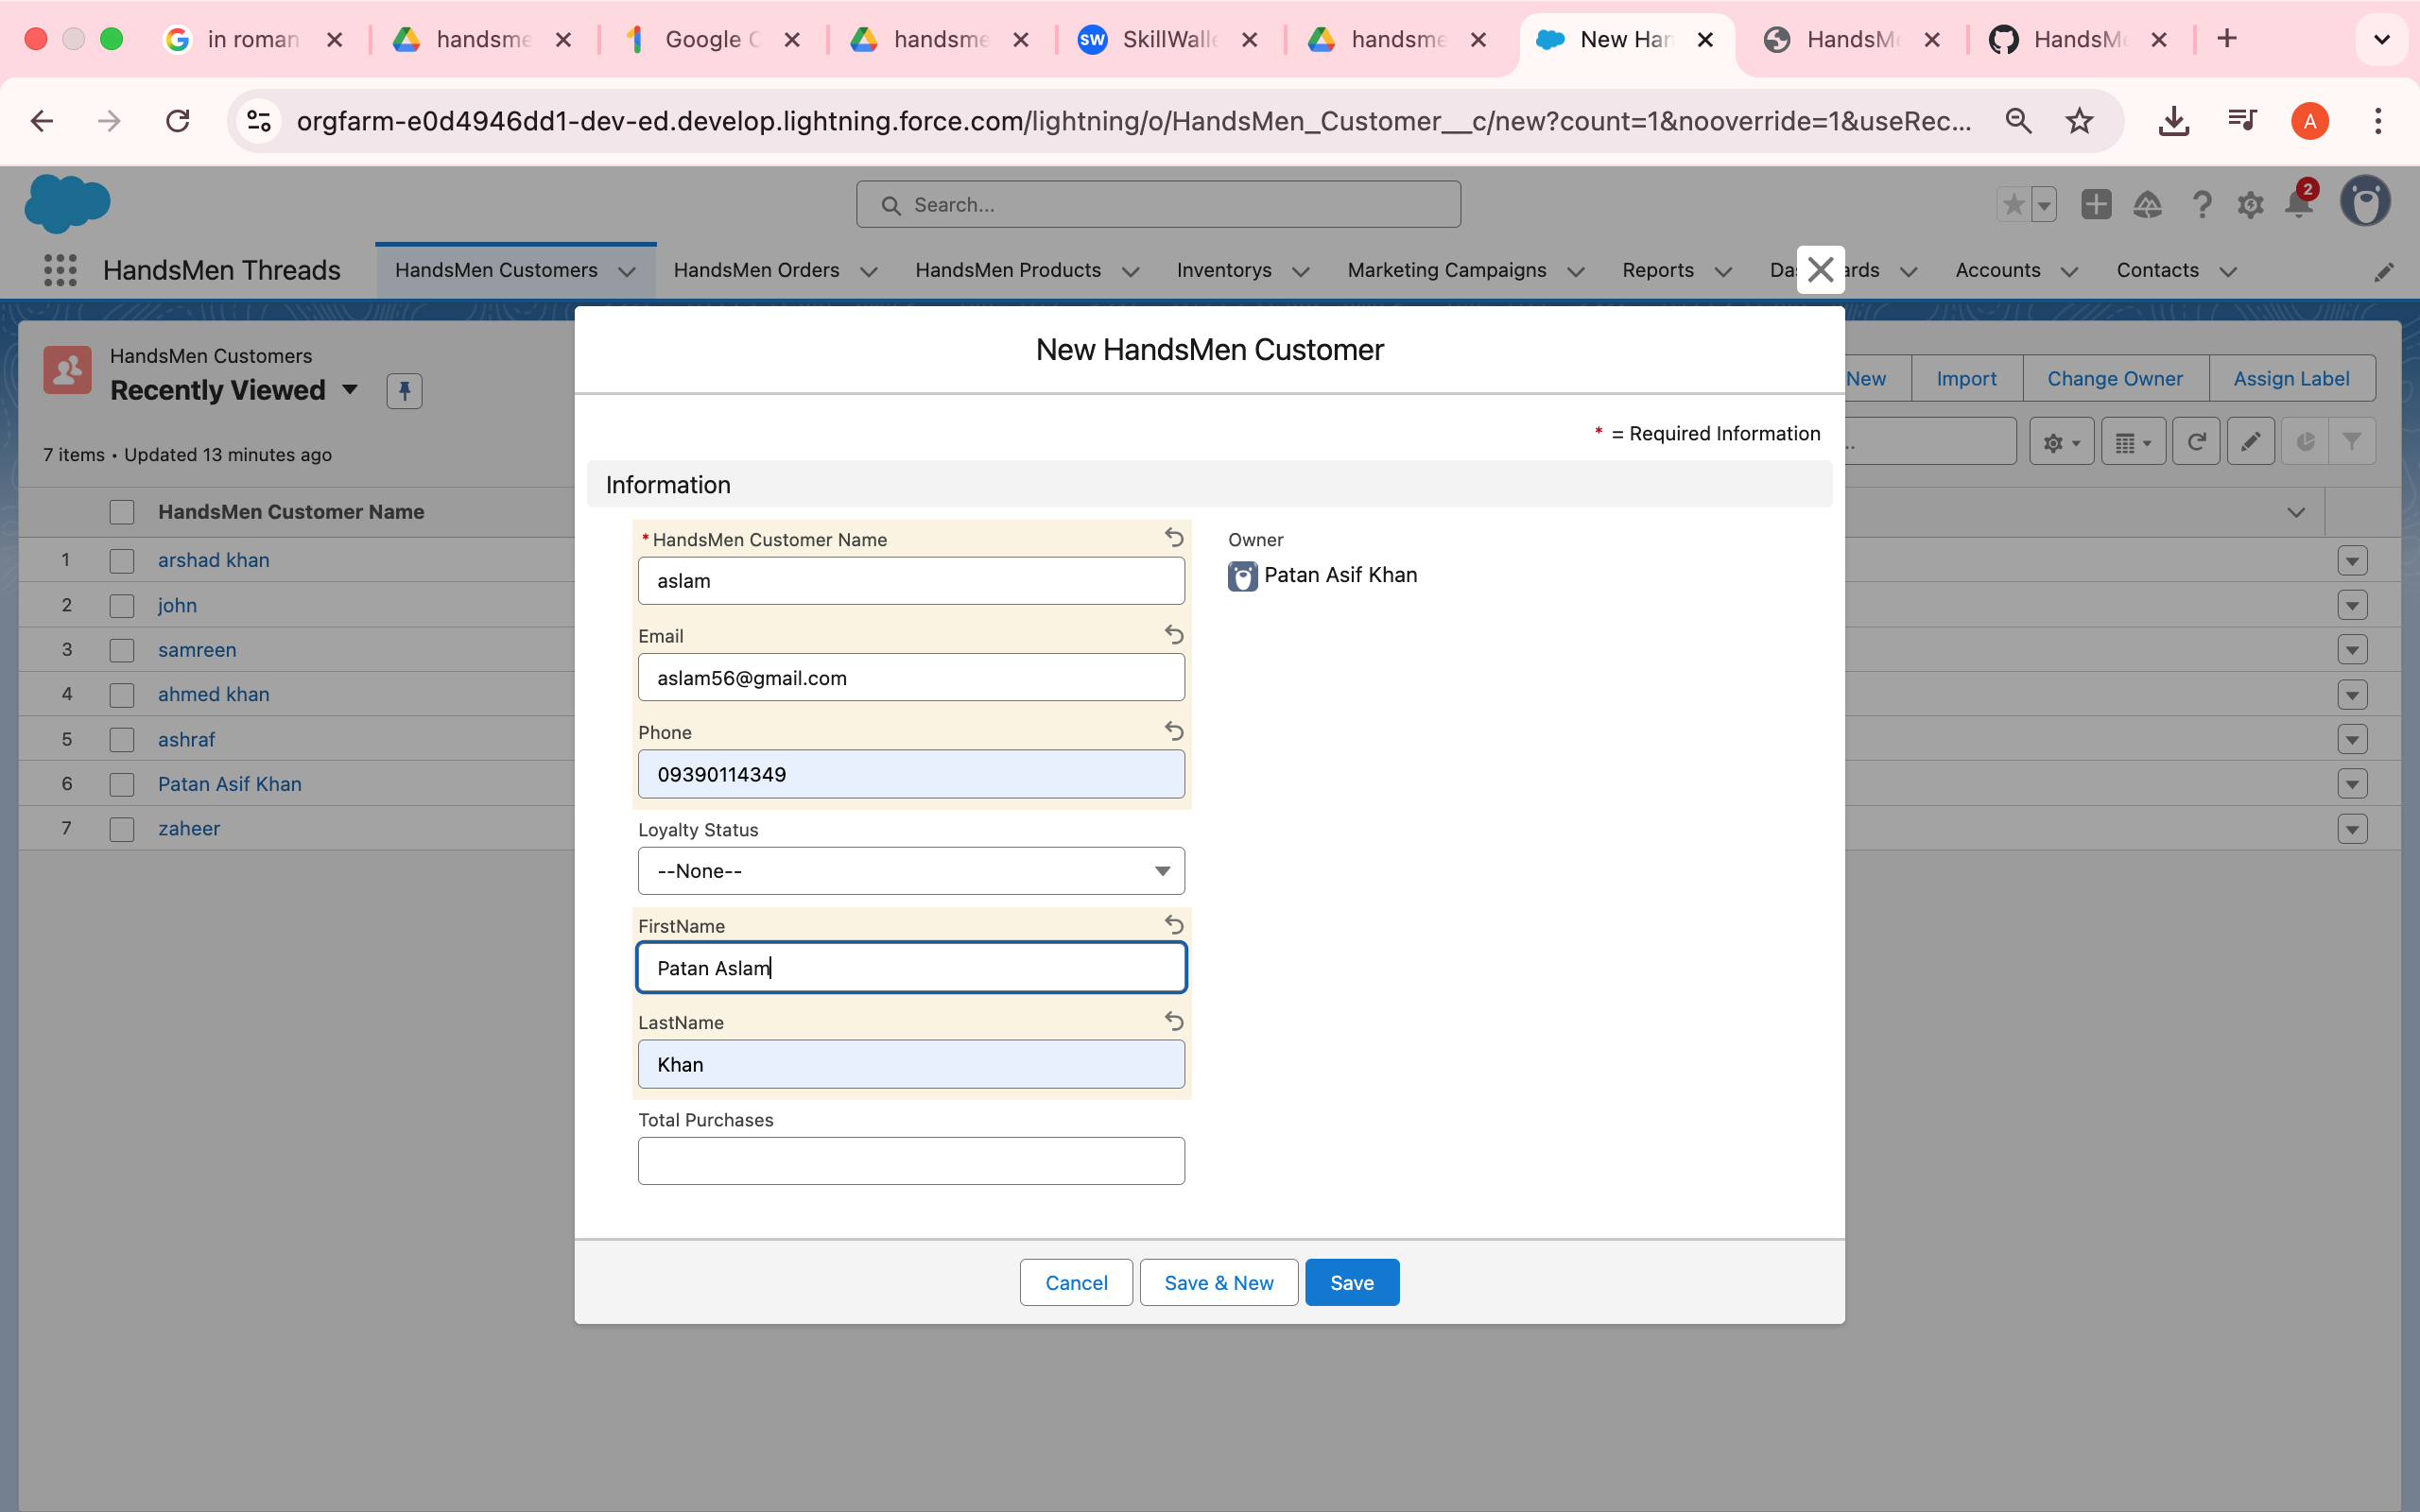 in roman
handsme
Google C
handsme
SW SkillWalle
handsme
New Han
HandsMe
HandsMe
orgfarm-e0d4946dd1-dev-ed.develop.lightning.force.com/lightning/o/HandsMen_Customer__c/new?count=1&nooverride=1&useRec...
A
Search...
2
HandsMen Threads
HandsMen Customers
HandsMen Orders
HandsMen Products
Inventorys
Marketing Campaigns
Reports
Da ards
Accounts
Contacts
HandsMen Customers
Recently Viewed
New
Import
Change Owner
Assign Label
7 items • Updated 13 minutes ago
..
HandsMen Customer Name
1 arshad khan
2 john
3 samreen
4 ahmed khan
5 ashraf
6 Patan Asif Khan
7 zaheer
New HandsMen Customer
* = Required Information
Information
*HandsMen Customer Name
aslam
Owner
Patan Asif Khan
Email
aslam56@gmail.com
Phone
09390114349
Loyalty Status
--None--
FirstName
Patan Aslam
LastName
Khan
Total Purchases
Cancel
Save & New
Save